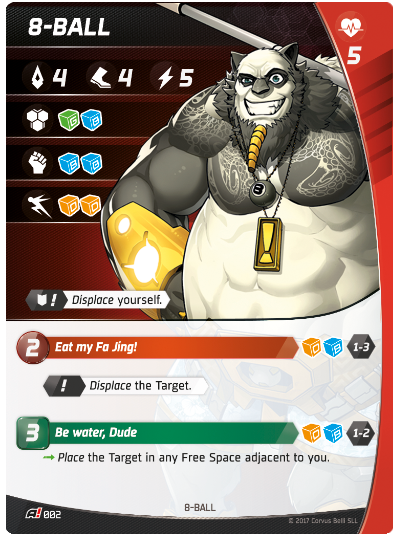 8-BALL
5
4 4 5
G B
B B
O O
! Displace yourself.
2 Eat my Fa Jing! O B 1-3
! Displace the Target.
3 Be water, Dude O B 1-2
Place the Target in any Free Space adjacent to you.
8-BALL
A! 002
© 2017 Corvus Belli SLL